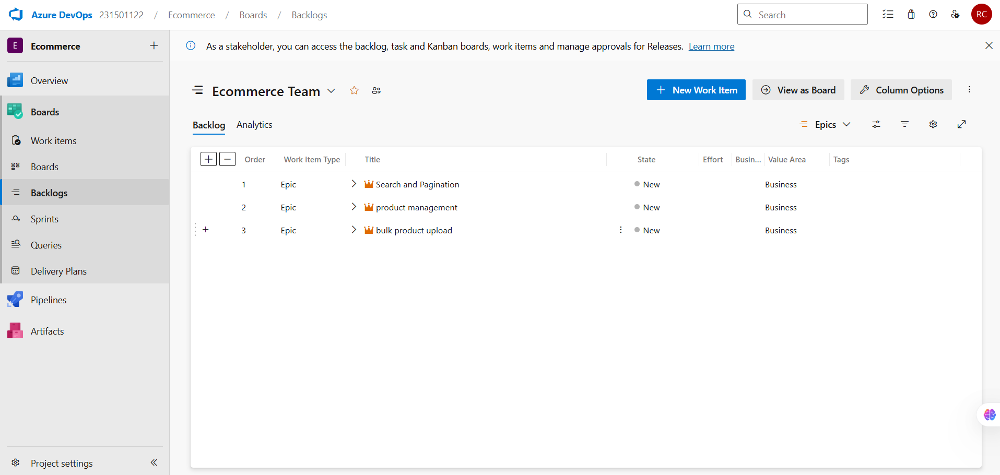 Azure DevOps 231501122 / Ecommerce / Boards / Backlogs
Search
RC
E Ecommerce
As a stakeholder, you can access the backlog, task and Kanban boards, work items and manage approvals for Releases. Learn more
Overview
Boards
Work items
Boards
Backlogs
Sprints
Queries
Delivery Plans
Pipelines
Artifacts
Project settings
Ecommerce Team
New Work Item
View as Board
Column Options
Backlog Analytics
Epics
Order Work Item Type Title State Effort Busin... Value Area Tags
1 Epic Search and Pagination New Business
2 Epic product management New Business
3 Epic bulk product upload New Business